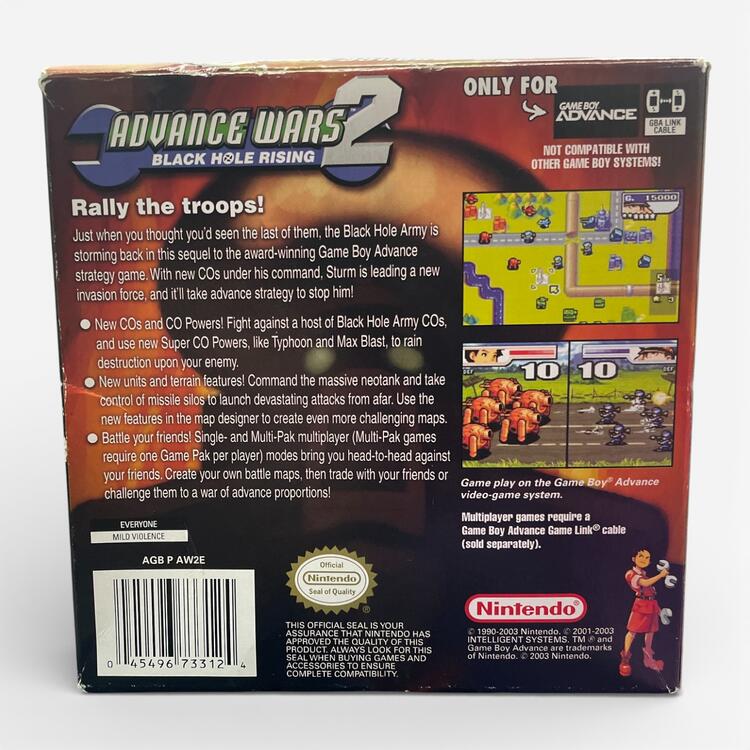 ADVANCE WARS 2™
BLACK HOLE RISING
ONLY FOR
GAME BOY
ADVANCE
GBA LINK
CABLE
NOT COMPATIBLE WITH
OTHER GAME BOY SYSTEMS!
Rally the troops!
Just when you thought you'd seen the last of them, the Black Hole Army is
storming back in this sequel to the award-winning Game Boy Advance
strategy game. With new COs under his command, Sturm is leading a new
invasion force, and it'll take advance strategy to stop him!
● New COs and CO Powers! Fight against a host of Black Hole Army COs,
and use new Super CO Powers, like Typhoon and Max Blast, to rain
destruction upon your enemy.
● New units and terrain features! Command the massive neotank and take
control of missile silos to launch devastating attacks from afar. Use the
new features in the map designer to create even more challenging maps.
● Battle your friends! Single- and Multi-Pak multiplayer (Multi-Pak games
require one Game Pak per player) modes bring you head-to-head against
your friends. Create your own battle maps, then trade with your friends or
challenge them to a war of advance proportions!
G. 15000
10
10
Game play on the Game Boy® Advance
video-game system.
Multiplayer games require a
Game Boy Advance Game Link® cable
(sold separately).
EVERYONE
MILD VIOLENCE
AGB P AW2E
0 45496 73312 4
Official
Nintendo
Seal of Quality
®
THIS OFFICIAL SEAL IS YOUR
ASSURANCE THAT NINTENDO HAS
APPROVED THE QUALITY OF THIS
PRODUCT. ALWAYS LOOK FOR THIS
SEAL WHEN BUYING GAMES AND
ACCESSORIES TO ENSURE
COMPLETE COMPATIBILITY.
Nintendo®
© 1990-2003 Nintendo. © 2001-2003
INTELLIGENT SYSTEMS. TM ® and
Game Boy Advance are trademarks
of Nintendo. © 2003 Nintendo.